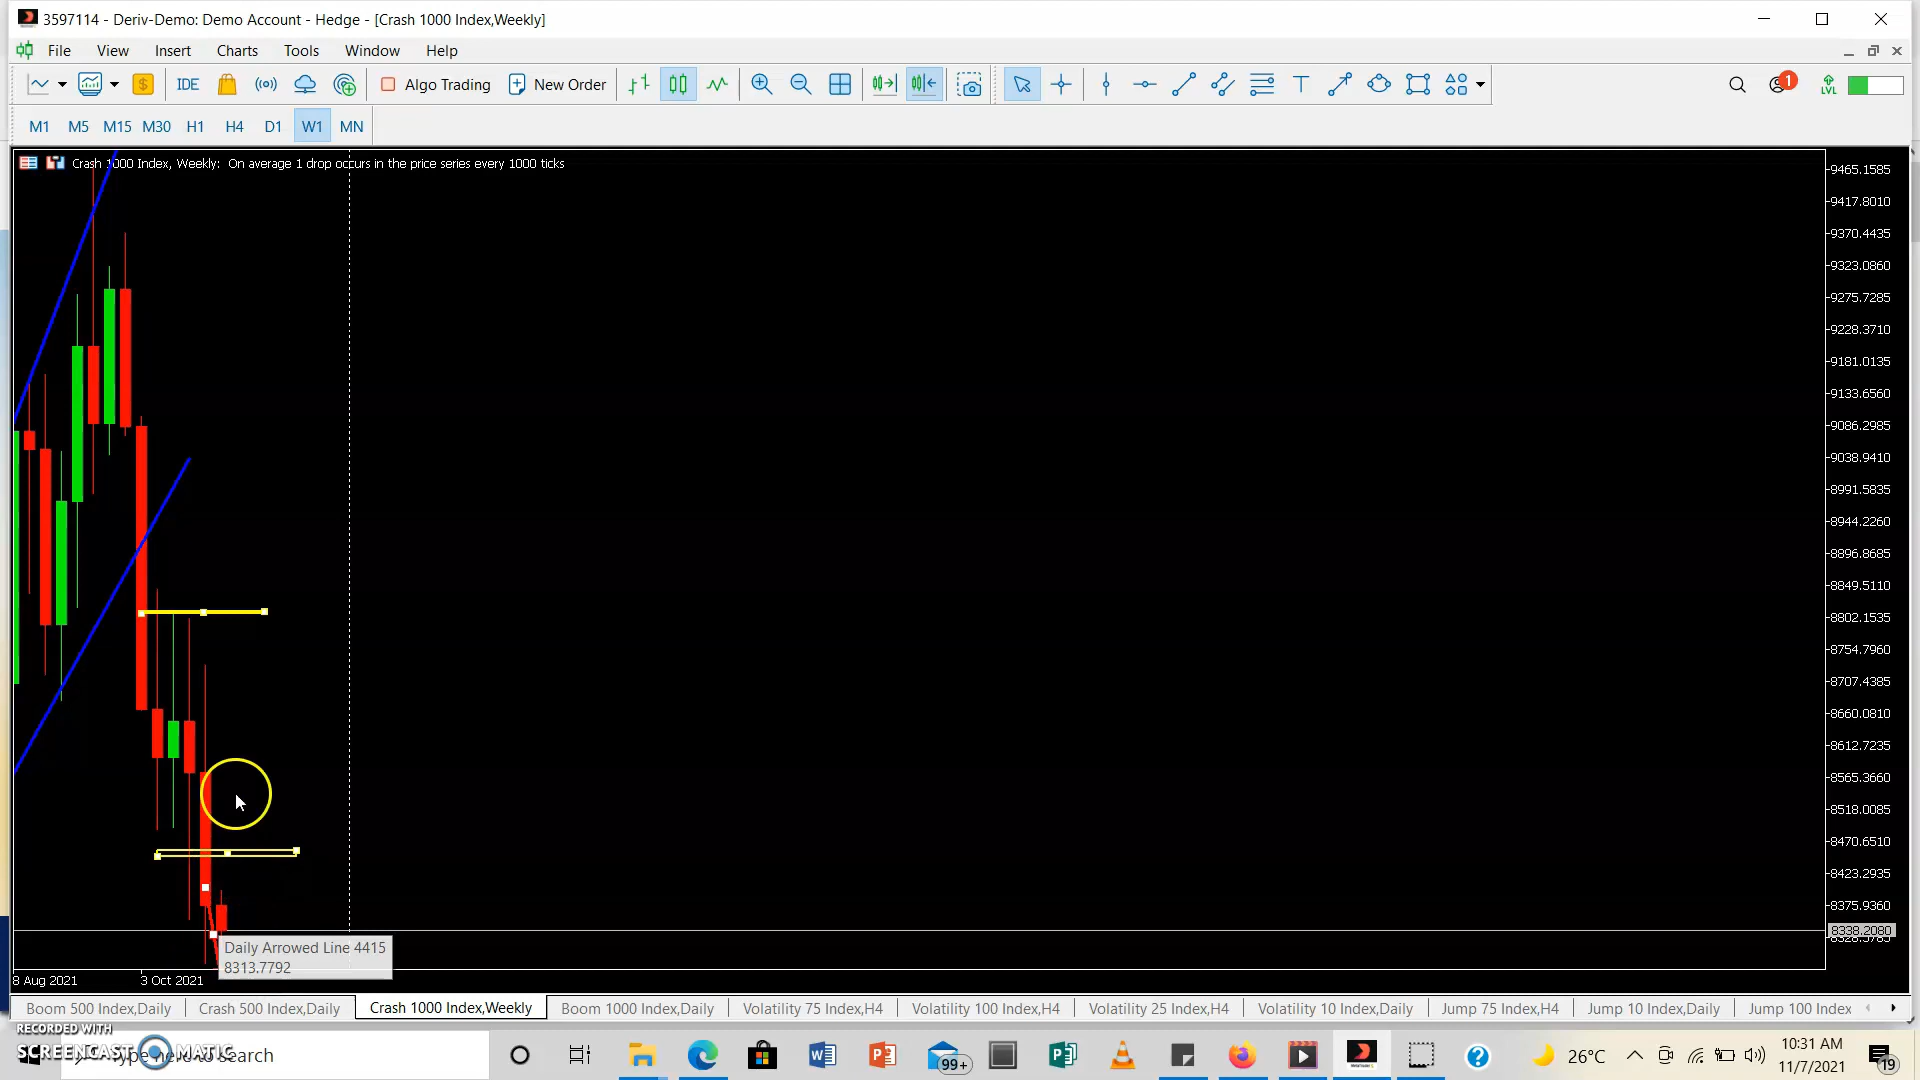 3597114 - Deriv-Demo: Demo Account - Hedge - [Crash 1000 Index,Weekly]
File View Insert Charts Tools Window Help
IDE Algo Trading New Order T 1 LVL
M1 M5 M15 M30 H1 H4 D1 W1 MN
Crash 1000 Index, Weekly: On average 1 drop occurs in the price series every 1000 ticks
9465.1585
9417.8010
9370.4435
9323.0860
9275.7285
9228.3710
9181.0135
9133.6560
9086.2985
9038.9410
8991.5835
8944.2260
8896.8685
8849.5110
8802.1535
8754.7960
8707.4385
8660.0810
8612.7235
8565.3660
8518.0085
8470.6510
8423.2935
8375.9360
8338.2080
Daily Arrowed Line 4415
8313.7792
8 Aug 2021 3 Oct 2021
Boom 500 Index,Daily Crash 500 Index,Daily Crash 1000 Index,Weekly Boom 1000 Index,Daily Volatility 75 Index,H4 Volatility 100 Index,H4 Volatility 25 Index,H4 Volatility 10 Index,Daily Jump 75 Index,H4 Jump 10 Index,Daily Jump 100 Index
RECORDED WITH
SCREENCAST MATIC
Type here to search
99+
26°C
10:31 AM
11/7/2021
19